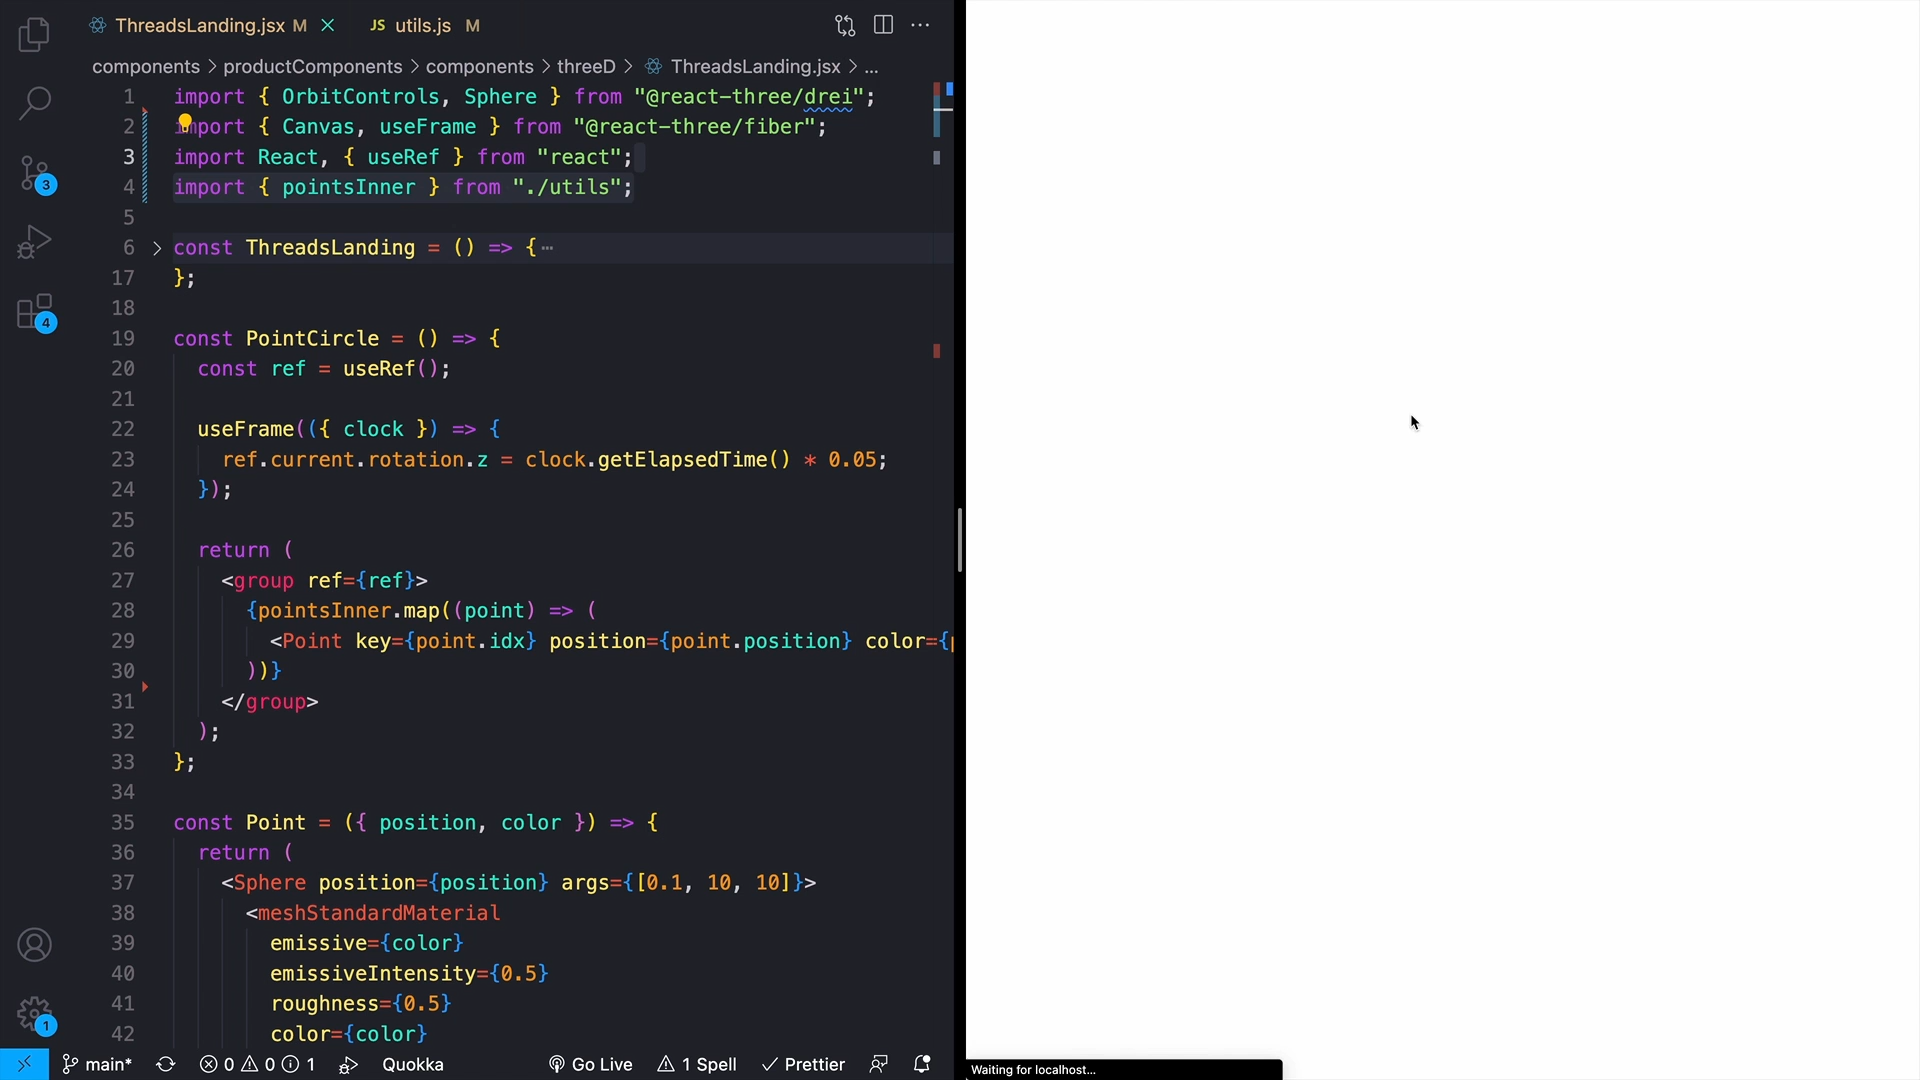 ThreadsLanding.jsx M
JS utils.js M
components > productComponents > components > threeD > ThreadsLanding.jsx > ...
1 import { OrbitControls, Sphere } from "@react-three/drei";
2 import { Canvas, useFrame } from "@react-three/fiber";
3 import React, { useRef } from "react";
4 import { pointsInner } from "./utils";
5
6 const ThreadsLanding = () => { ...
17 };
18
19 const PointCircle = () => {
20 const ref = useRef();
21
22 useFrame(({ clock }) => {
23 ref.current.rotation.z = clock.getElapsedTime() * 0.05;
24 });
25
26 return (
27 <group ref={ref}>
28 {pointsInner.map((point) => (
29 <Point key={point.idx} position={point.position} color={
30 ))}
31 </group>
32 );
33 };
34
35 const Point = ({ position, color }) => {
36 return (
37 <Sphere position={position} args={[0.1, 10, 10]}>
38 <meshStandardMaterial
39 emissive={color}
40 emissiveIntensity={0.5}
41 roughness={0.5}
42 color={color}
3
4
1
main* 0 0 1 Quokka Go Live 1 Spell Prettier
Waiting for localhost...